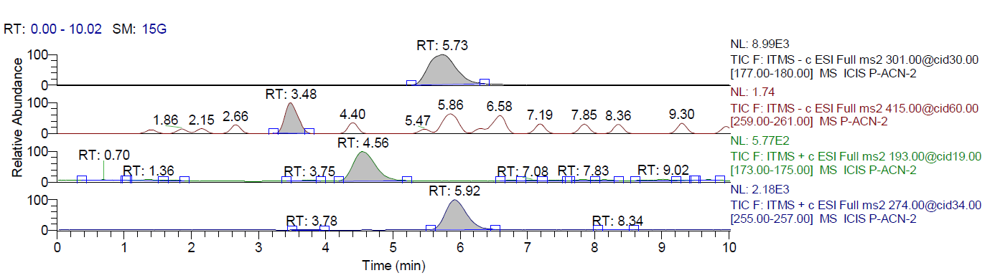 RT: 0.00 - 10.02 SM: 15G
Relative Abundance
100
0
RT: 5.73
NL: 8.99E3
TIC F: ITMS - c ESI Full ms2 301.00@cid30.00
[177.00-180.00] MS ICIS P-ACN-2
100
0
1.86
2.15
2.66
RT: 3.48
4.40
5.47
5.86
6.58
7.19
7.85
8.36
9.30
NL: 1.74
TIC F: ITMS - c ESI Full ms2 415.00@cid60.00
[259.00-261.00] MS P-ACN-2
100
0
RT: 0.70
RT: 1.36
RT: 3.75
RT: 4.56
RT: 7.08
RT: 7.83
RT: 9.02
NL: 5.77E2
TIC F: ITMS + c ESI Full ms2 193.00@cid19.00
[173.00-175.00] MS ICIS P-ACN-2
100
0
RT: 3.78
RT: 5.92
RT: 8.34
NL: 2.18E3
TIC F: ITMS + c ESI Full ms2 274.00@cid34.00
[255.00-257.00] MS ICIS P-ACN-2
0 1 2 3 4 5 6 7 8 9 10
Time (min)